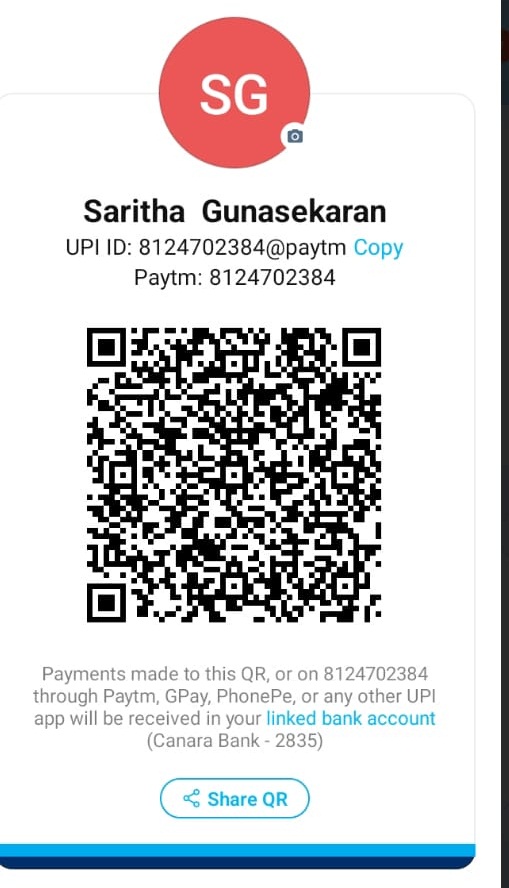 SG
Saritha Gunasekaran
UPI ID: 8124702384@paytm Copy
Paytm: 8124702384
Payments made to this QR, or on 8124702384
through Paytm, GPay, PhonePe, or any other UPI
app will be received in your linked bank account
(Canara Bank - 2835)
Share QR